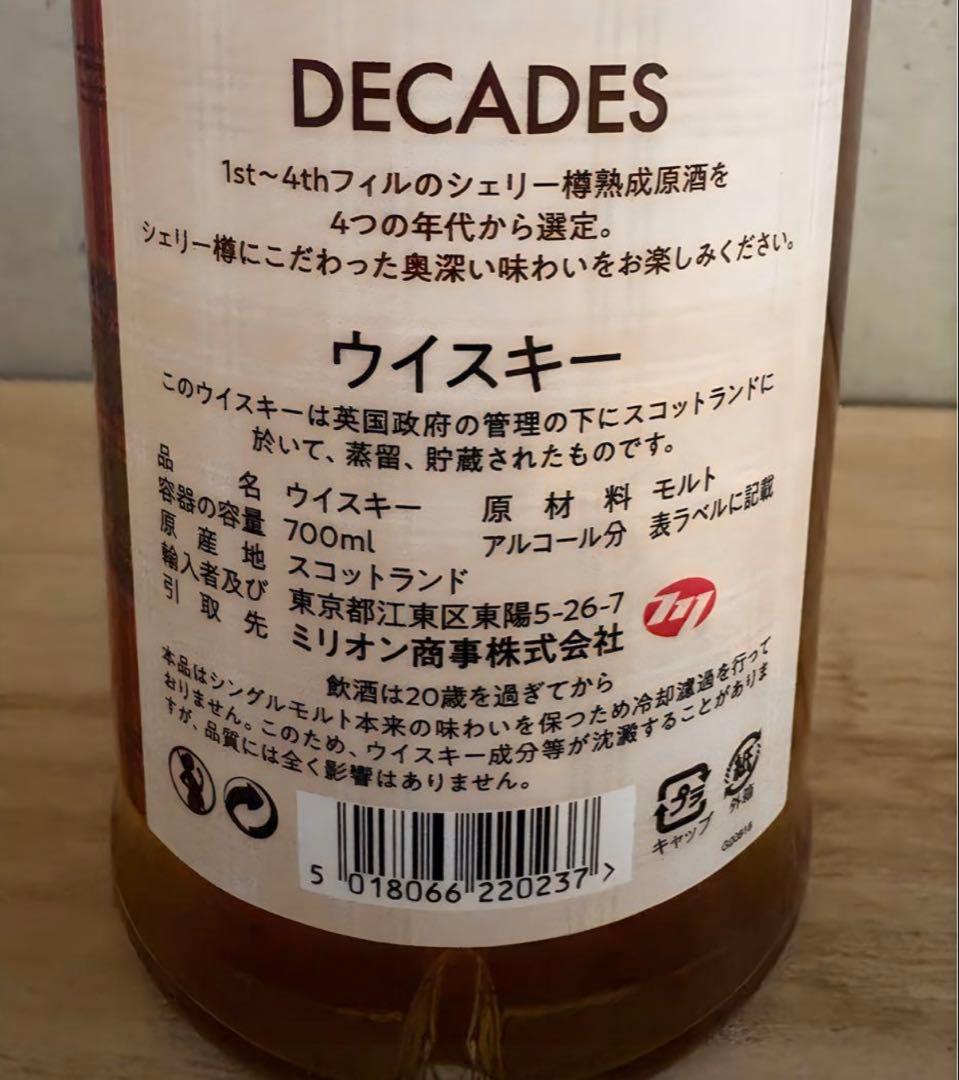 DECADES
1st～4thフィルのシェリー樽熟成原酒を
4つの年代から選定。
シェリー樽にこだわった奥深い味わいをお楽しみください。
ウイスキー
このウイスキーは英国政府の管理の下にスコットランドに
於いて、蒸留、貯蔵されたものです。
品名 ウイスキー 原材料 モルト
容器の容量 700ml アルコール分 表ラベルに記載
原産地 スコットランド
輸入者及び 東京都江東区東陽5-26-7
引取先 ミリオン商事株式会社
飲酒は20歳を過ぎてから
本品はシングルモルト本来の味わいを保つため冷却濾過を行って
おりません。このため、ウイスキー成分等が沈澱することがありま
すが、品質には全く影響はありません。
プ
紙
キャップ
外箱
5 018066 220237 >